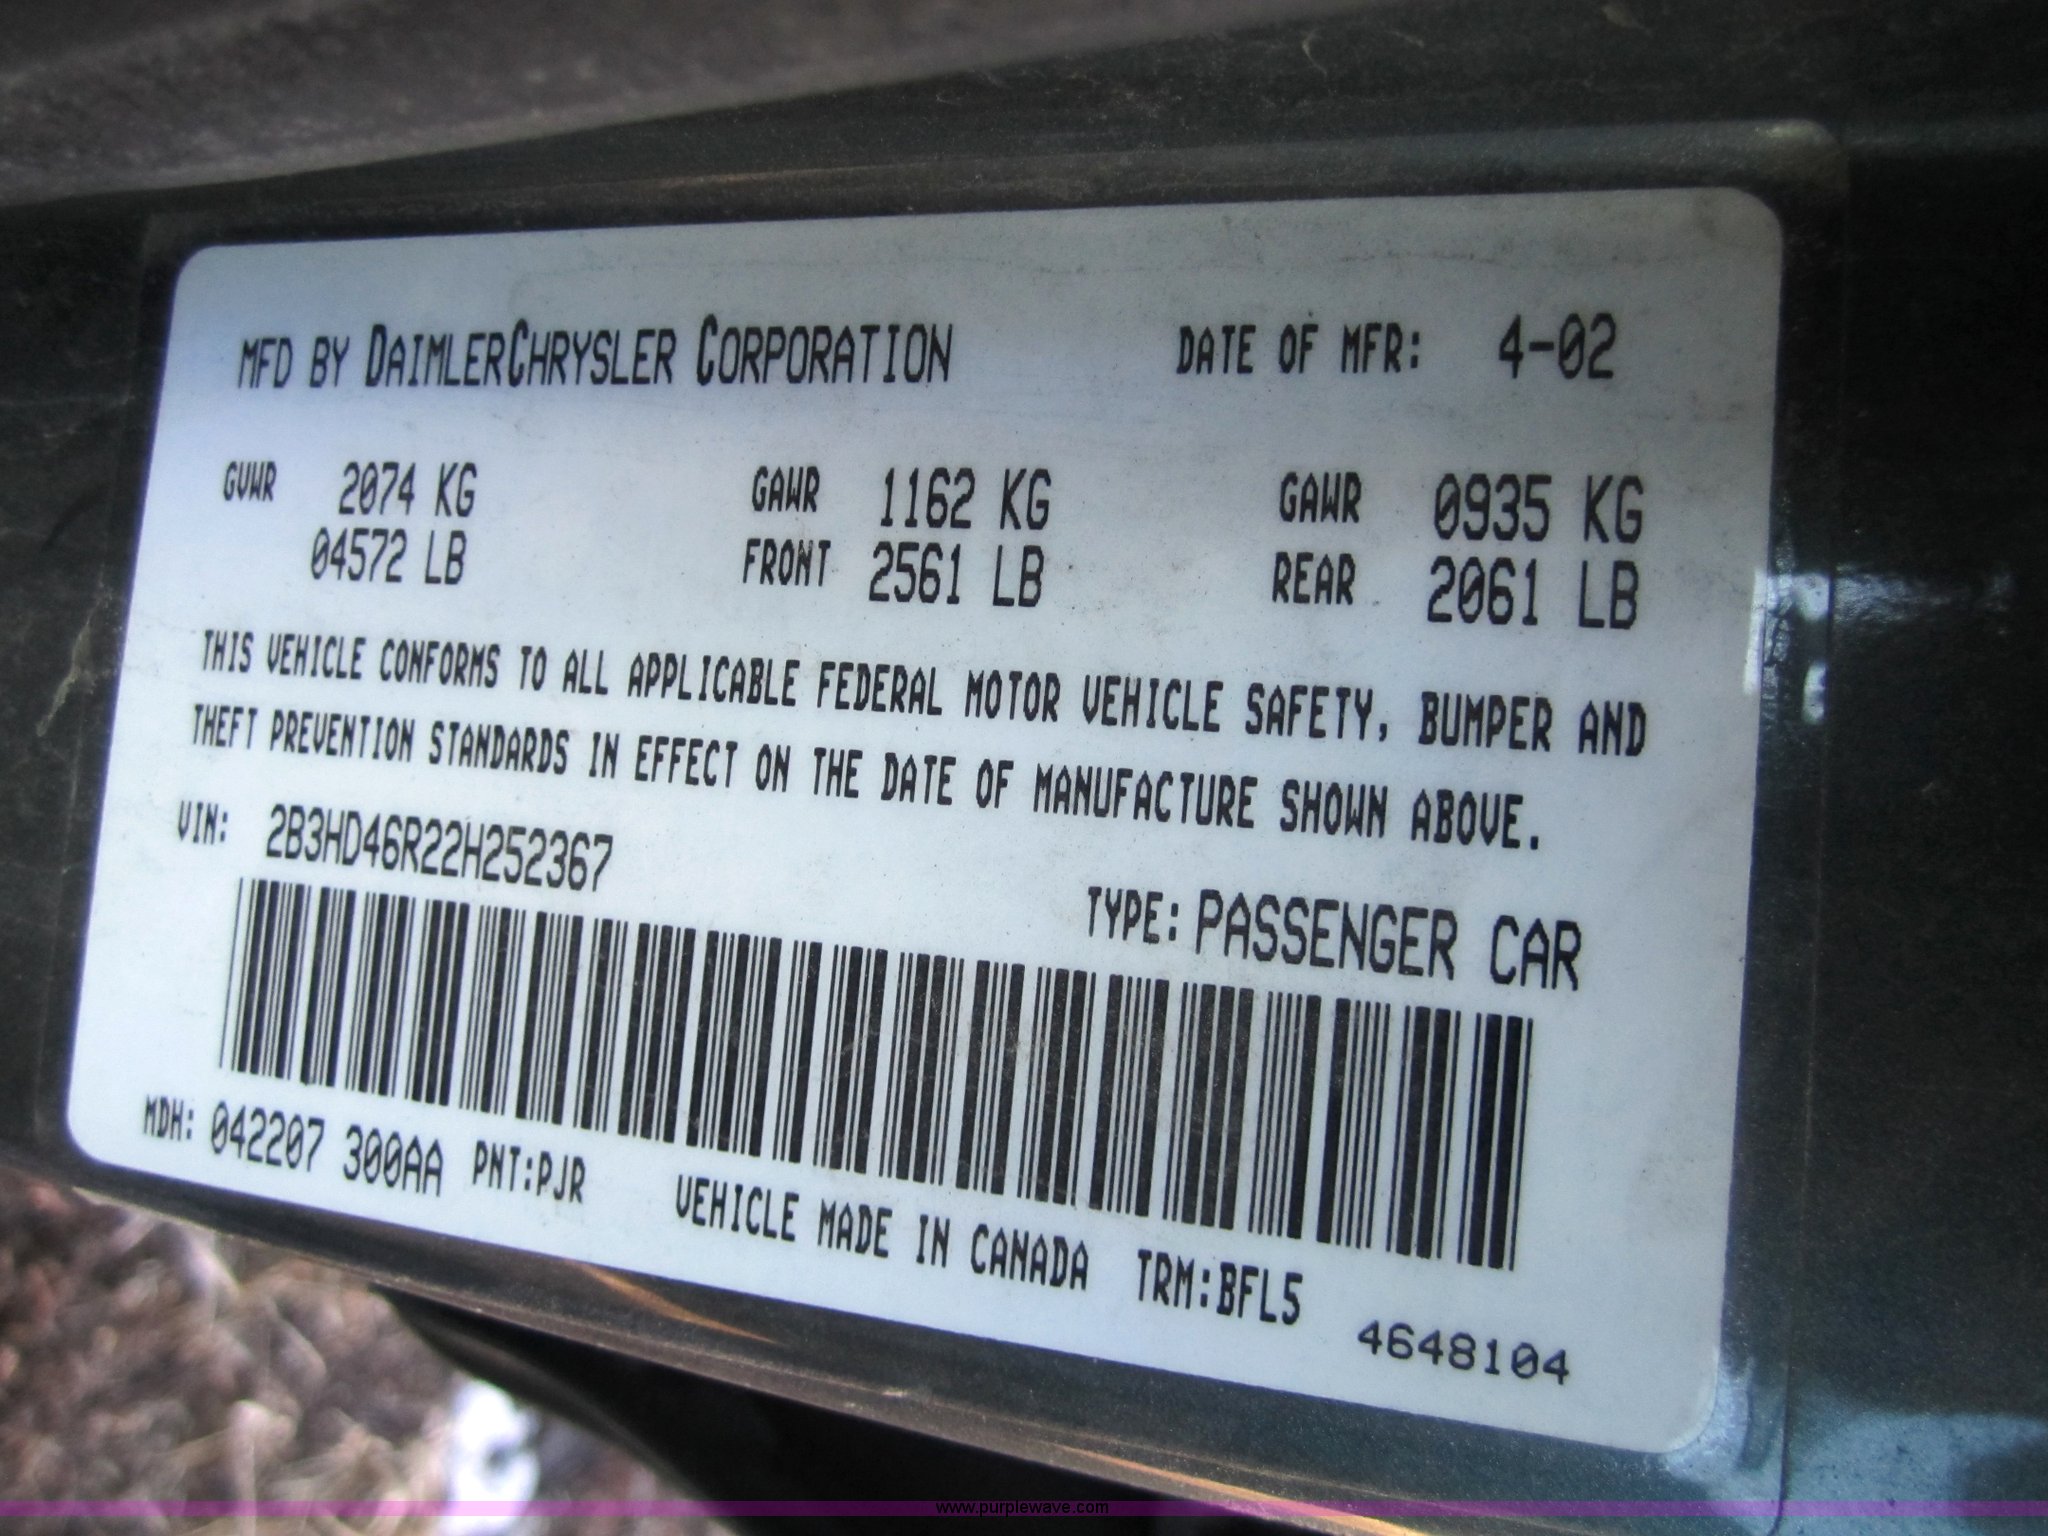 MFD BY DAIMLERCHRYSLER CORPORATION DATE OF MFR: 4-02
GVWR 2074 KG GAWR 1162 KG GAWR 0935 KG
04572 LB FRONT 2561 LB REAR 2061 LB
THIS VEHICLE CONFORMS TO ALL APPLICABLE FEDERAL MOTOR VEHICLE SAFETY, BUMPER AND
THEFT PREVENTION STANDARDS IN EFFECT ON THE DATE OF MANUFACTURE SHOWN ABOVE.
VIN: 2B3HD46R22H252367
TYPE: PASSENGER CAR
MDH: 042207 300AA PNT:PJR VEHICLE MADE IN CANADA TRM:BFL5
4648104
www.purplewave.com